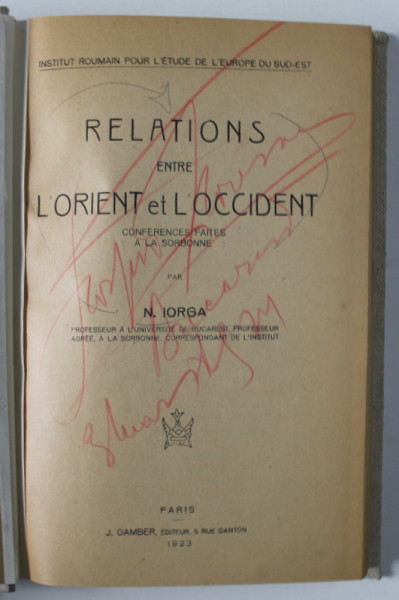 INSTITUT ROUMAIN POUR L'ÉTUDE DE L'EUROPE DU SUD-EST
RELATIONS
ENTRE
L'ORIENT et L'OCCIDENT
CONFÉRENCES FAITES
À LA SORBONNE
PAR
N. IORGA
PROFESSEUR À L'UNIVERSITÉ DE BUCAREST, PROFESSEUR
AGRÉÉ, À LA SORBONNE, CORRESPONDANT DE L'INSTITUT
PARIS
J. GAMBER, ÉDITEUR, 5 RUE DANTON
1923